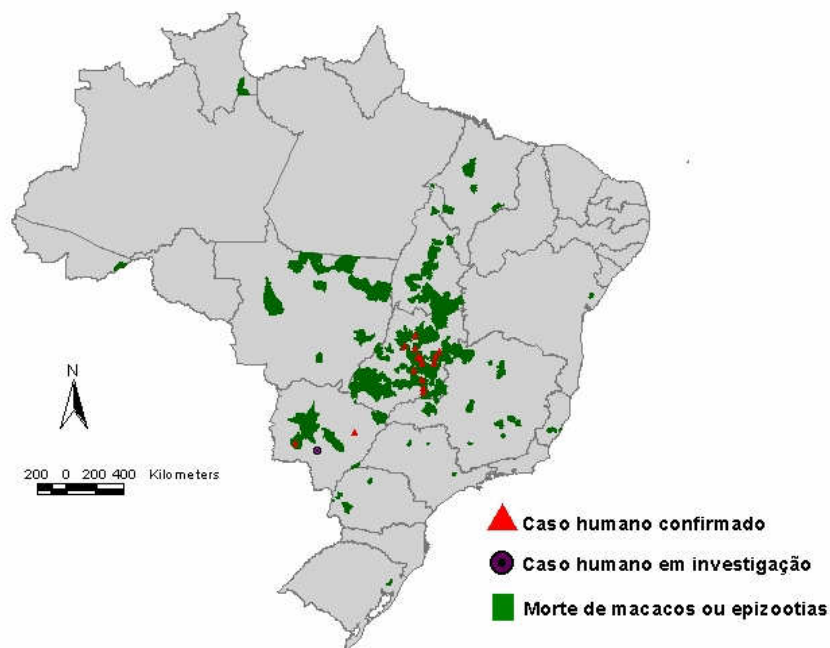 N
200 0 200 400 Kilometers
Caso humano confirmado
Caso humano em investigação
Morte de macacos ou epizootias